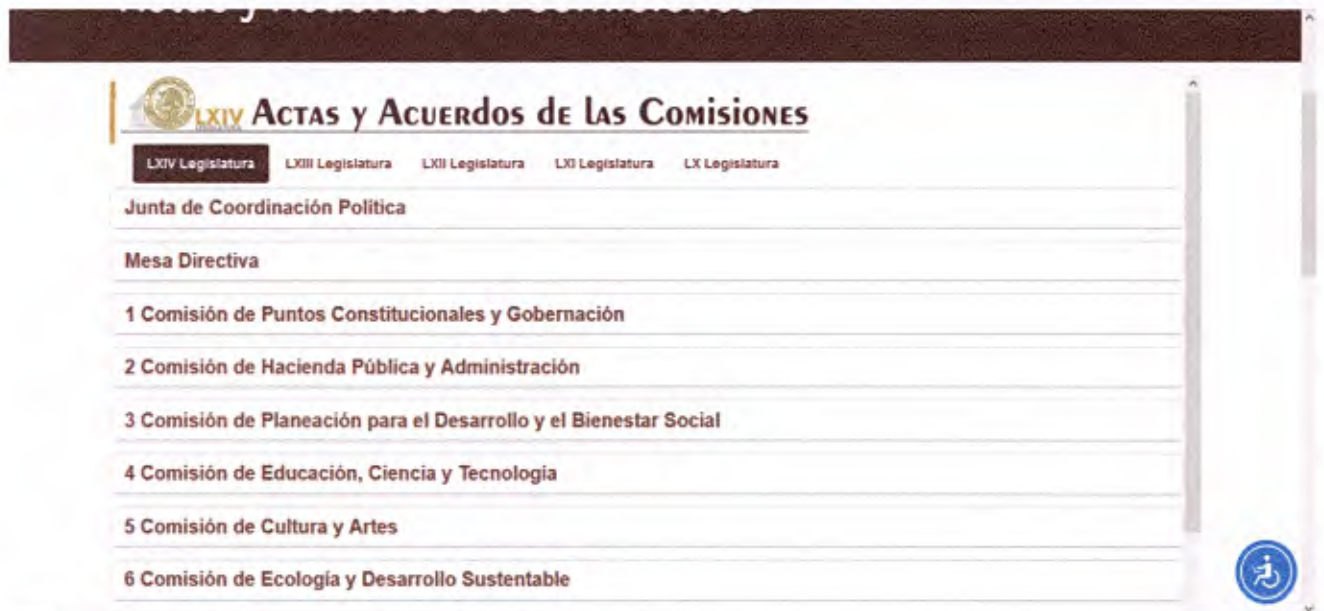 LXIV ACTAS y ACUERDOS dE LAS COMISIONES
LXIV Legislatura LXIII Legislatura LXII Legislatura LXI Legislatura LX Legislatura
Junta de Coordinación Política
Mesa Directiva
1 Comisión de Puntos Constitucionales y Gobernación
2 Comisión de Hacienda Pública y Administración
3 Comisión de Planeación para el Desarrollo y el Bienestar Social
4 Comisión de Educación, Ciencia y Tecnología
5 Comisión de Cultura y Artes
6 Comisión de Ecología y Desarrollo Sustentable